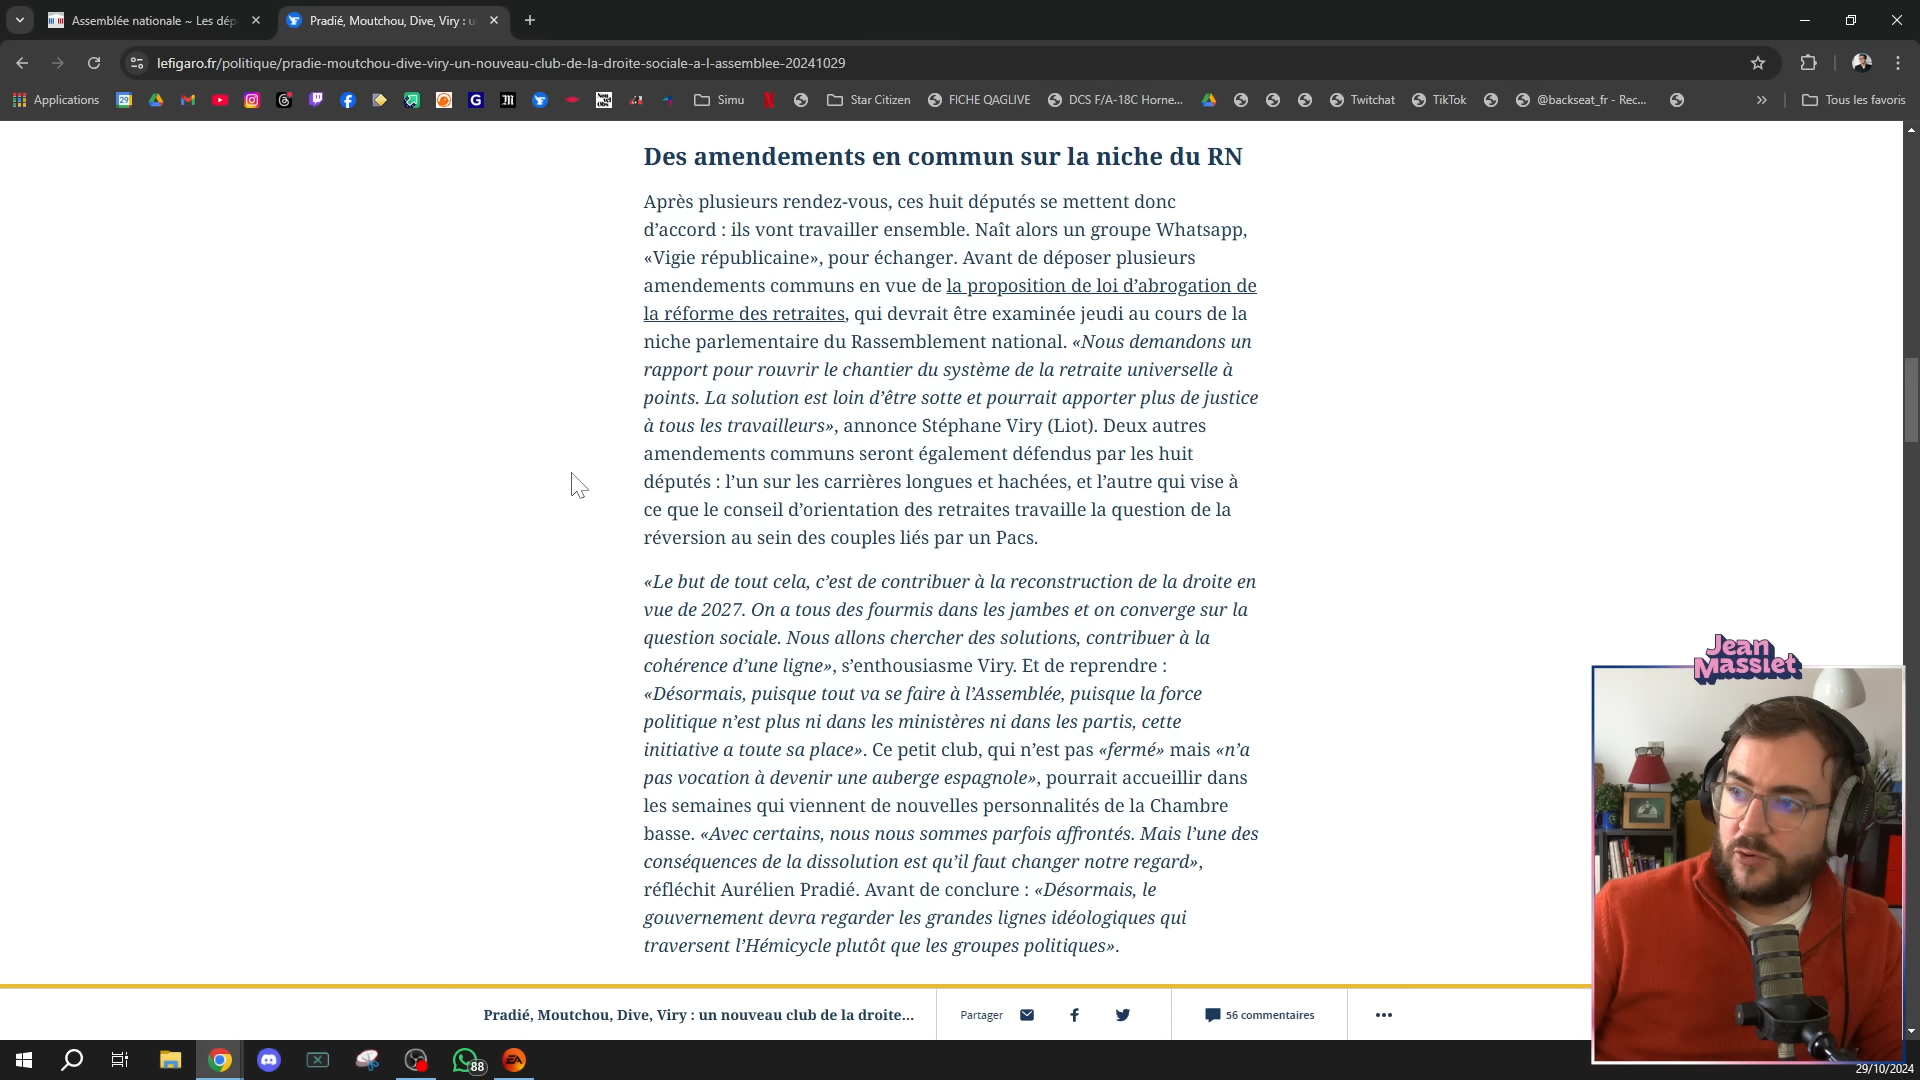 Assemblée nationale ~ Les dép
Pradié, Moutchou, Dive, Viry : u
lefigaro.fr/politique/pradie-moutchou-dive-viry-un-nouveau-club-de-la-droite-sociale-a-l-assemblee-20241029
Applications
Simu
Star Citizen
FICHE QAGLIVE
DCS F/A-18C Horne...
Twitchat
TikTok
@backseat_fr - Rec...
Tous les favoris
Des amendements en commun sur la niche du RN
Après plusieurs rendez-vous, ces huit députés se mettent donc
d’accord : ils vont travailler ensemble. Naît alors un groupe Whatsapp,
«Vigie républicaine», pour échanger. Avant de déposer plusieurs
amendements communs en vue de la proposition de loi d’abrogation de
la réforme des retraites, qui devrait être examinée jeudi au cours de la
niche parlementaire du Rassemblement national. «Nous demandons un
rapport pour rouvrir le chantier du système de la retraite universelle à
points. La solution est loin d’être sotte et pourrait apporter plus de justice
à tous les travailleurs», annonce Stéphane Viry (Liot). Deux autres
amendements communs seront également défendus par les huit
députés : l’un sur les carrières longues et hachées, et l’autre qui vise à
ce que le conseil d’orientation des retraites travaille la question de la
réversion au sein des couples liés par un Pacs.
«Le but de tout cela, c’est de contribuer à la reconstruction de la droite en
vue de 2027. On a tous des fourmis dans les jambes et on converge sur la
question sociale. Nous allons chercher des solutions, contribuer à la
cohérence d’une ligne», s’enthousiasme Viry. Et de reprendre :
«Désormais, puisque tout va se faire à l’Assemblée, puisque la force
politique n’est plus ni dans les ministères ni dans les partis, cette
initiative a toute sa place». Ce petit club, qui n’est pas «fermé» mais «n’a
pas vocation à devenir une auberge espagnole», pourrait accueillir dans
les semaines qui viennent de nouvelles personnalités de la Chambre
basse. «Avec certains, nous nous sommes parfois affrontés. Mais l’une des
conséquences de la dissolution est qu’il faut changer notre regard»,
réfléchit Aurélien Pradié. Avant de conclure : «Désormais, le
gouvernement devra regarder les grandes lignes idéologiques qui
traversent l’Hémicycle plutôt que les groupes politiques».
Jean
Massiet
Pradié, Moutchou, Dive, Viry : un nouveau club de la droite...
Partager
56 commentaires
88
EA
29/10/2024